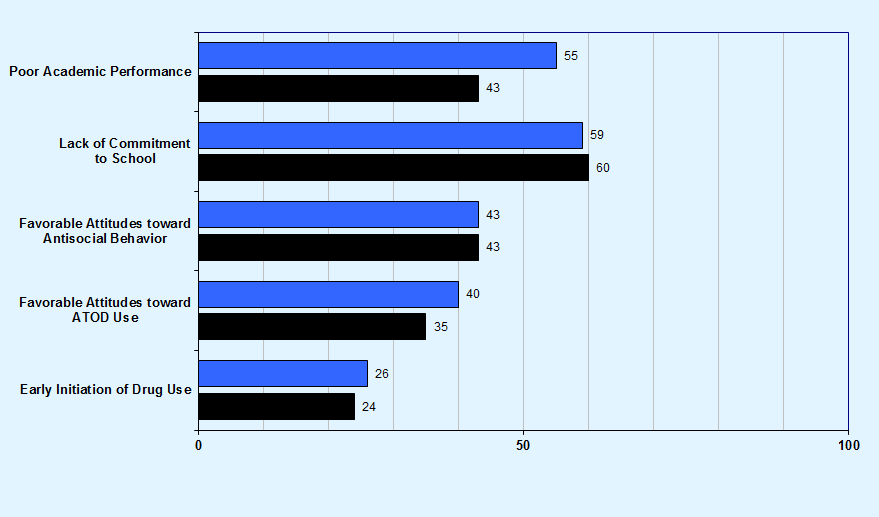 Poor Academic Performance
55
43
Lack of Commitment
to School
59
60
Favorable Attitudes toward
Antisocial Behavior
43
43
Favorable Attitudes toward
ATOD Use
40
35
Early Initiation of Drug Use
26
24
0 50 100